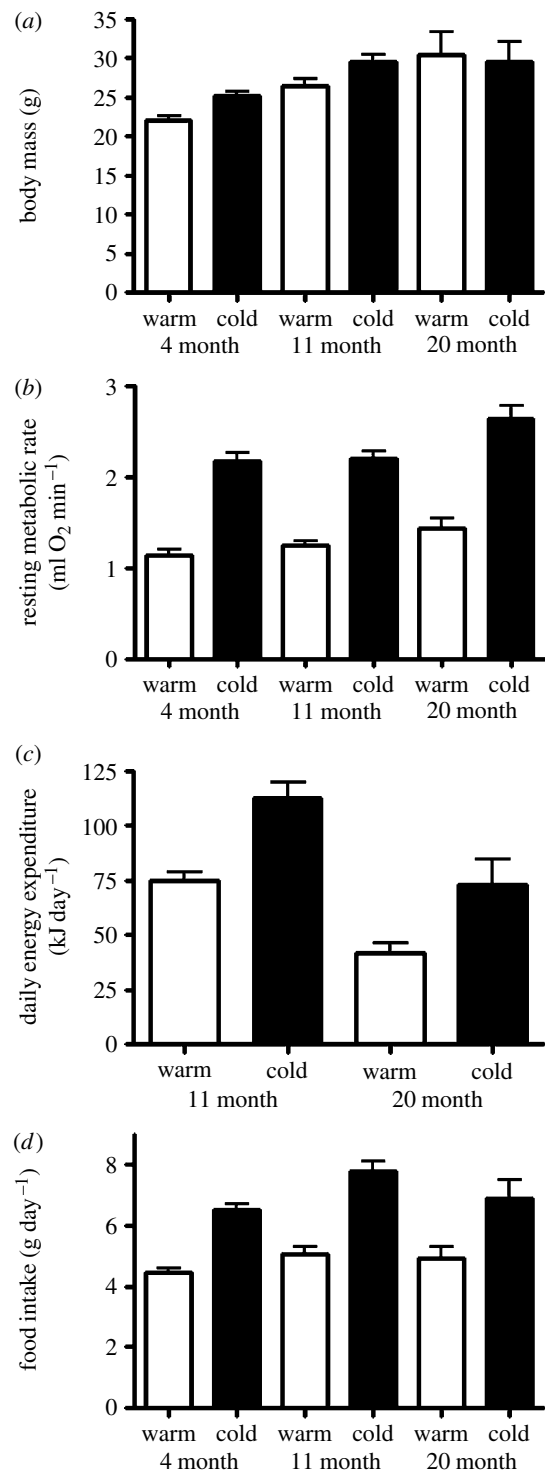 (a)
body mass (g)
35
30
25
20
15
10
5
0
warm cold warm cold warm cold
4 month 11 month 20 month
(b)
resting metabolic rate
(ml O₂ min⁻¹)
3
2
1
0
warm cold warm cold warm cold
4 month 11 month 20 month
(c)
daily energy expenditure
(kJ day⁻¹)
125
100
75
50
25
0
warm cold warm cold
11 month 20 month
(d)
food intake (g day⁻¹)
8
6
4
2
0
warm cold warm cold warm cold
4 month 11 month 20 month